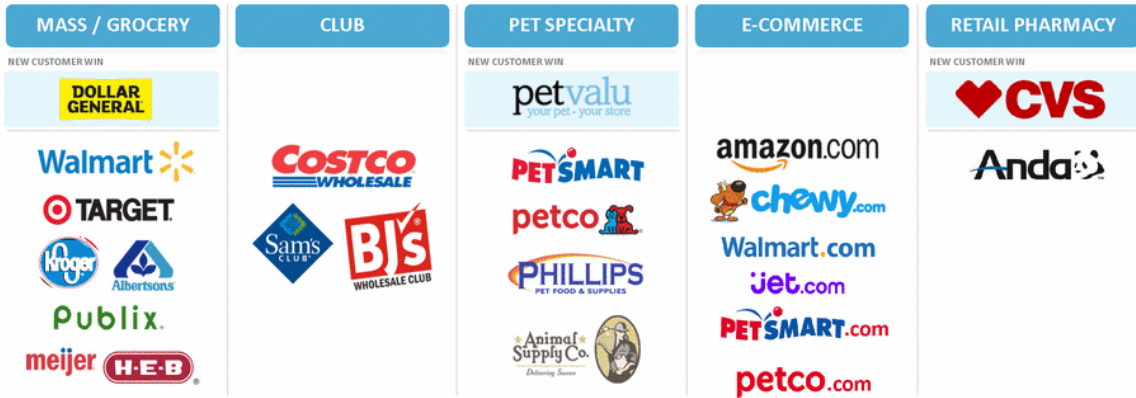 MASS / GROCERY
NEW CUSTOMER WIN
DOLLAR
GENERAL
Walmart
TARGET
Kroger
Albertsons
Publix
meijer
H-E-B
CLUB
COSTCO
WHOLESALE
Sam's
CLUB
BJ's
WHOLESALE CLUB
PET SPECIALTY
NEW CUSTOMER WIN
petvalu
your pet • your store
PETSMART
petco
PHILLIPS
PET FOOD & SUPPLIES
Animal
Supply Co.
Delivering Success
E-COMMERCE
amazon.com
chewy.com
Walmart.com
jet.com
PETSMART.com
petco.com
RETAIL PHARMACY
NEW CUSTOMER WIN
CVS
Anda